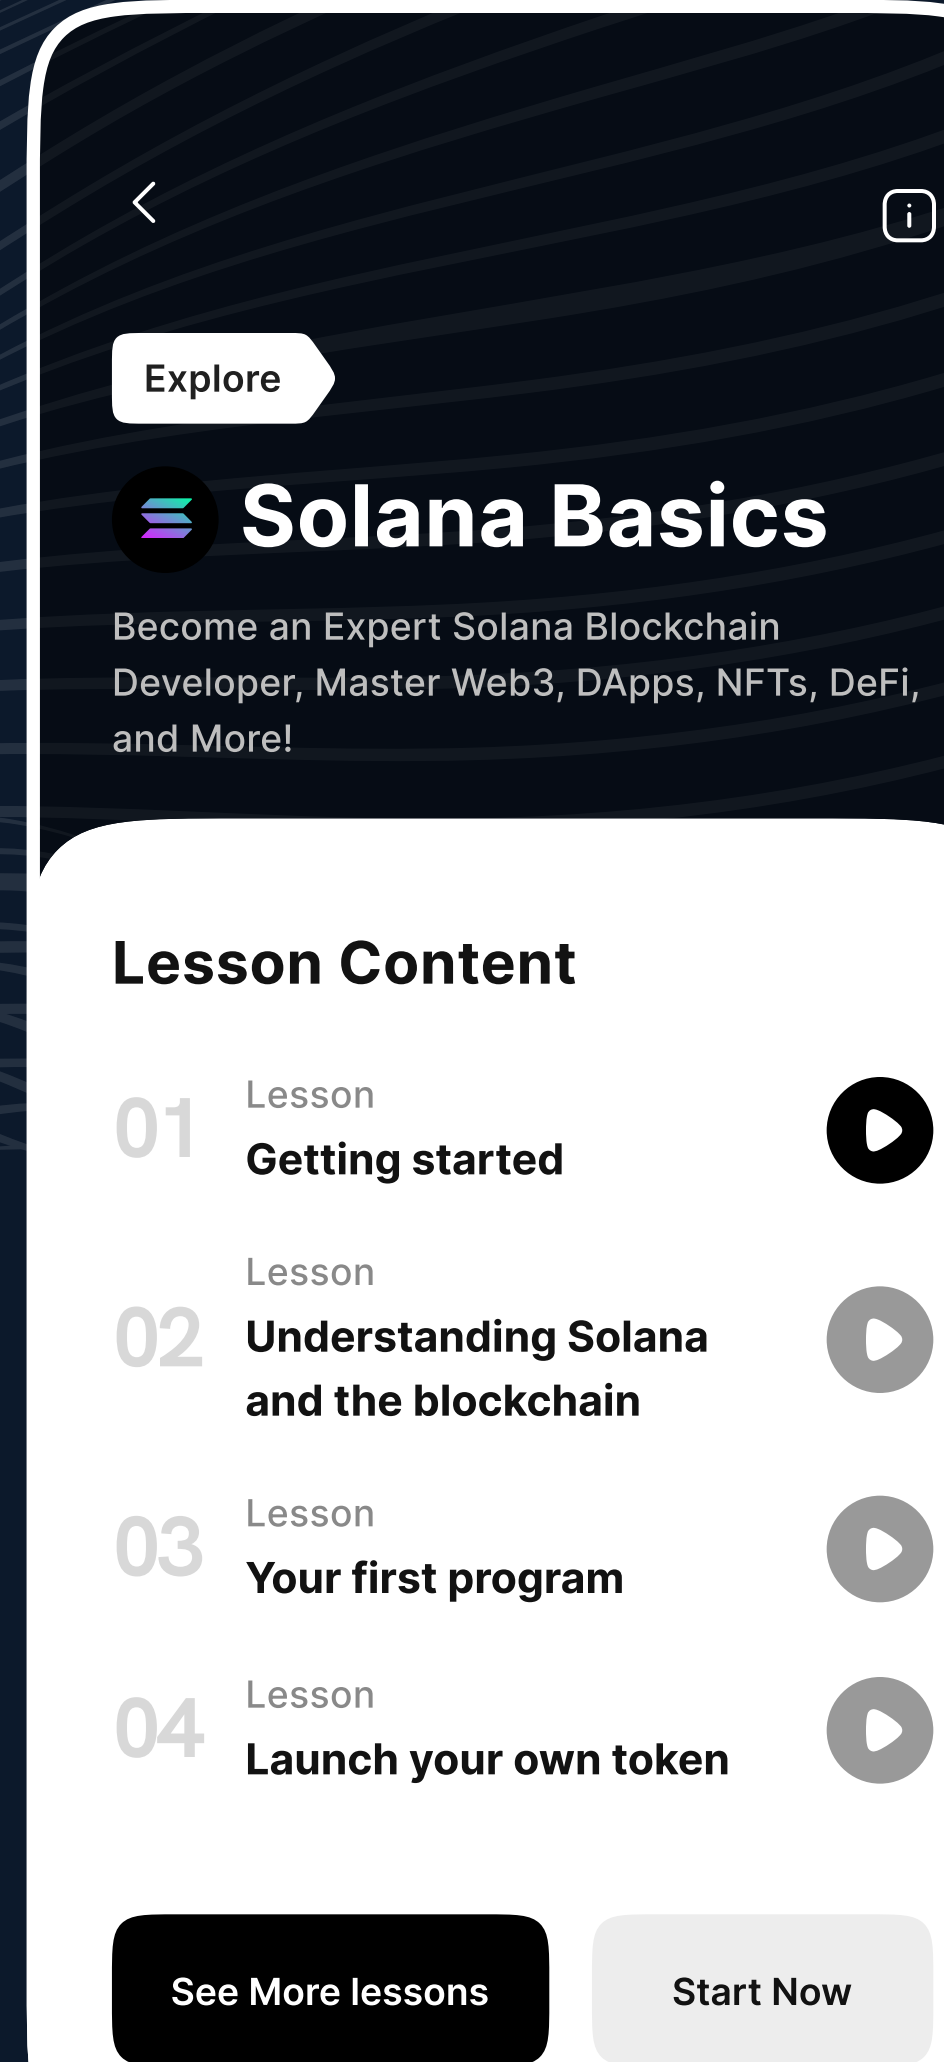 Explore
Solana Basics
Become an Expert Solana Blockchain
Developer, Master Web3, DApps, NFTs, DeFi,
and More!
Lesson Content
01
Lesson
Getting started
02
Lesson
Understanding Solana
and the blockchain
03
Lesson
Your first program
04
Lesson
Launch your own token
See More lessons
Start Now